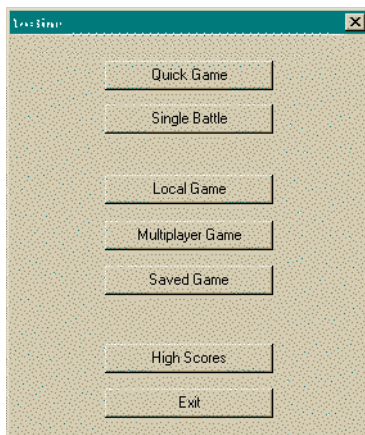 Quick Game
Single Battle
Local Game
Multiplayer Game
Saved Game
High Scores
Exit